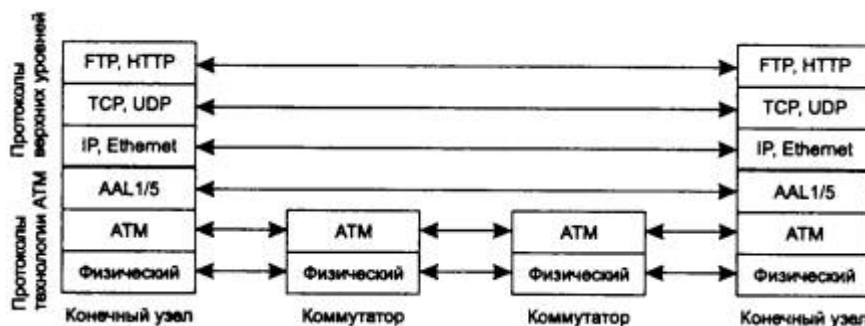 Протоколы
верхних уровней
Протоколы
технологии ATM
FTP, HTTP
FTP, HTTP
TCP, UDP
TCP, UDP
IP, Ethernet
IP, Ethernet
AAL1/5
AAL1/5
ATM
ATM
ATM
ATM
Физический
Физический
Физический
Физический
Конечный узел
Коммутатор
Коммутатор
Конечный узел